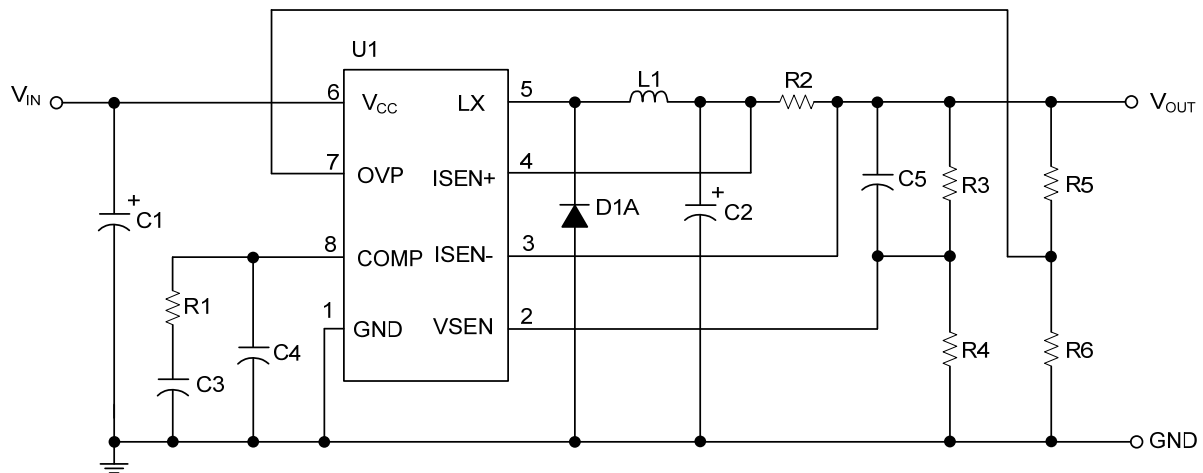 U1
VIN
6
VCC
LX
5
L1
R2
VOUT
7
OVP
ISEN+
4
C1
+
D1A
+
C2
C5
R3
R5
8
COMP
ISEN-
3
R1
1
GND
VSEN
2
C4
C3
R4
R6
GND